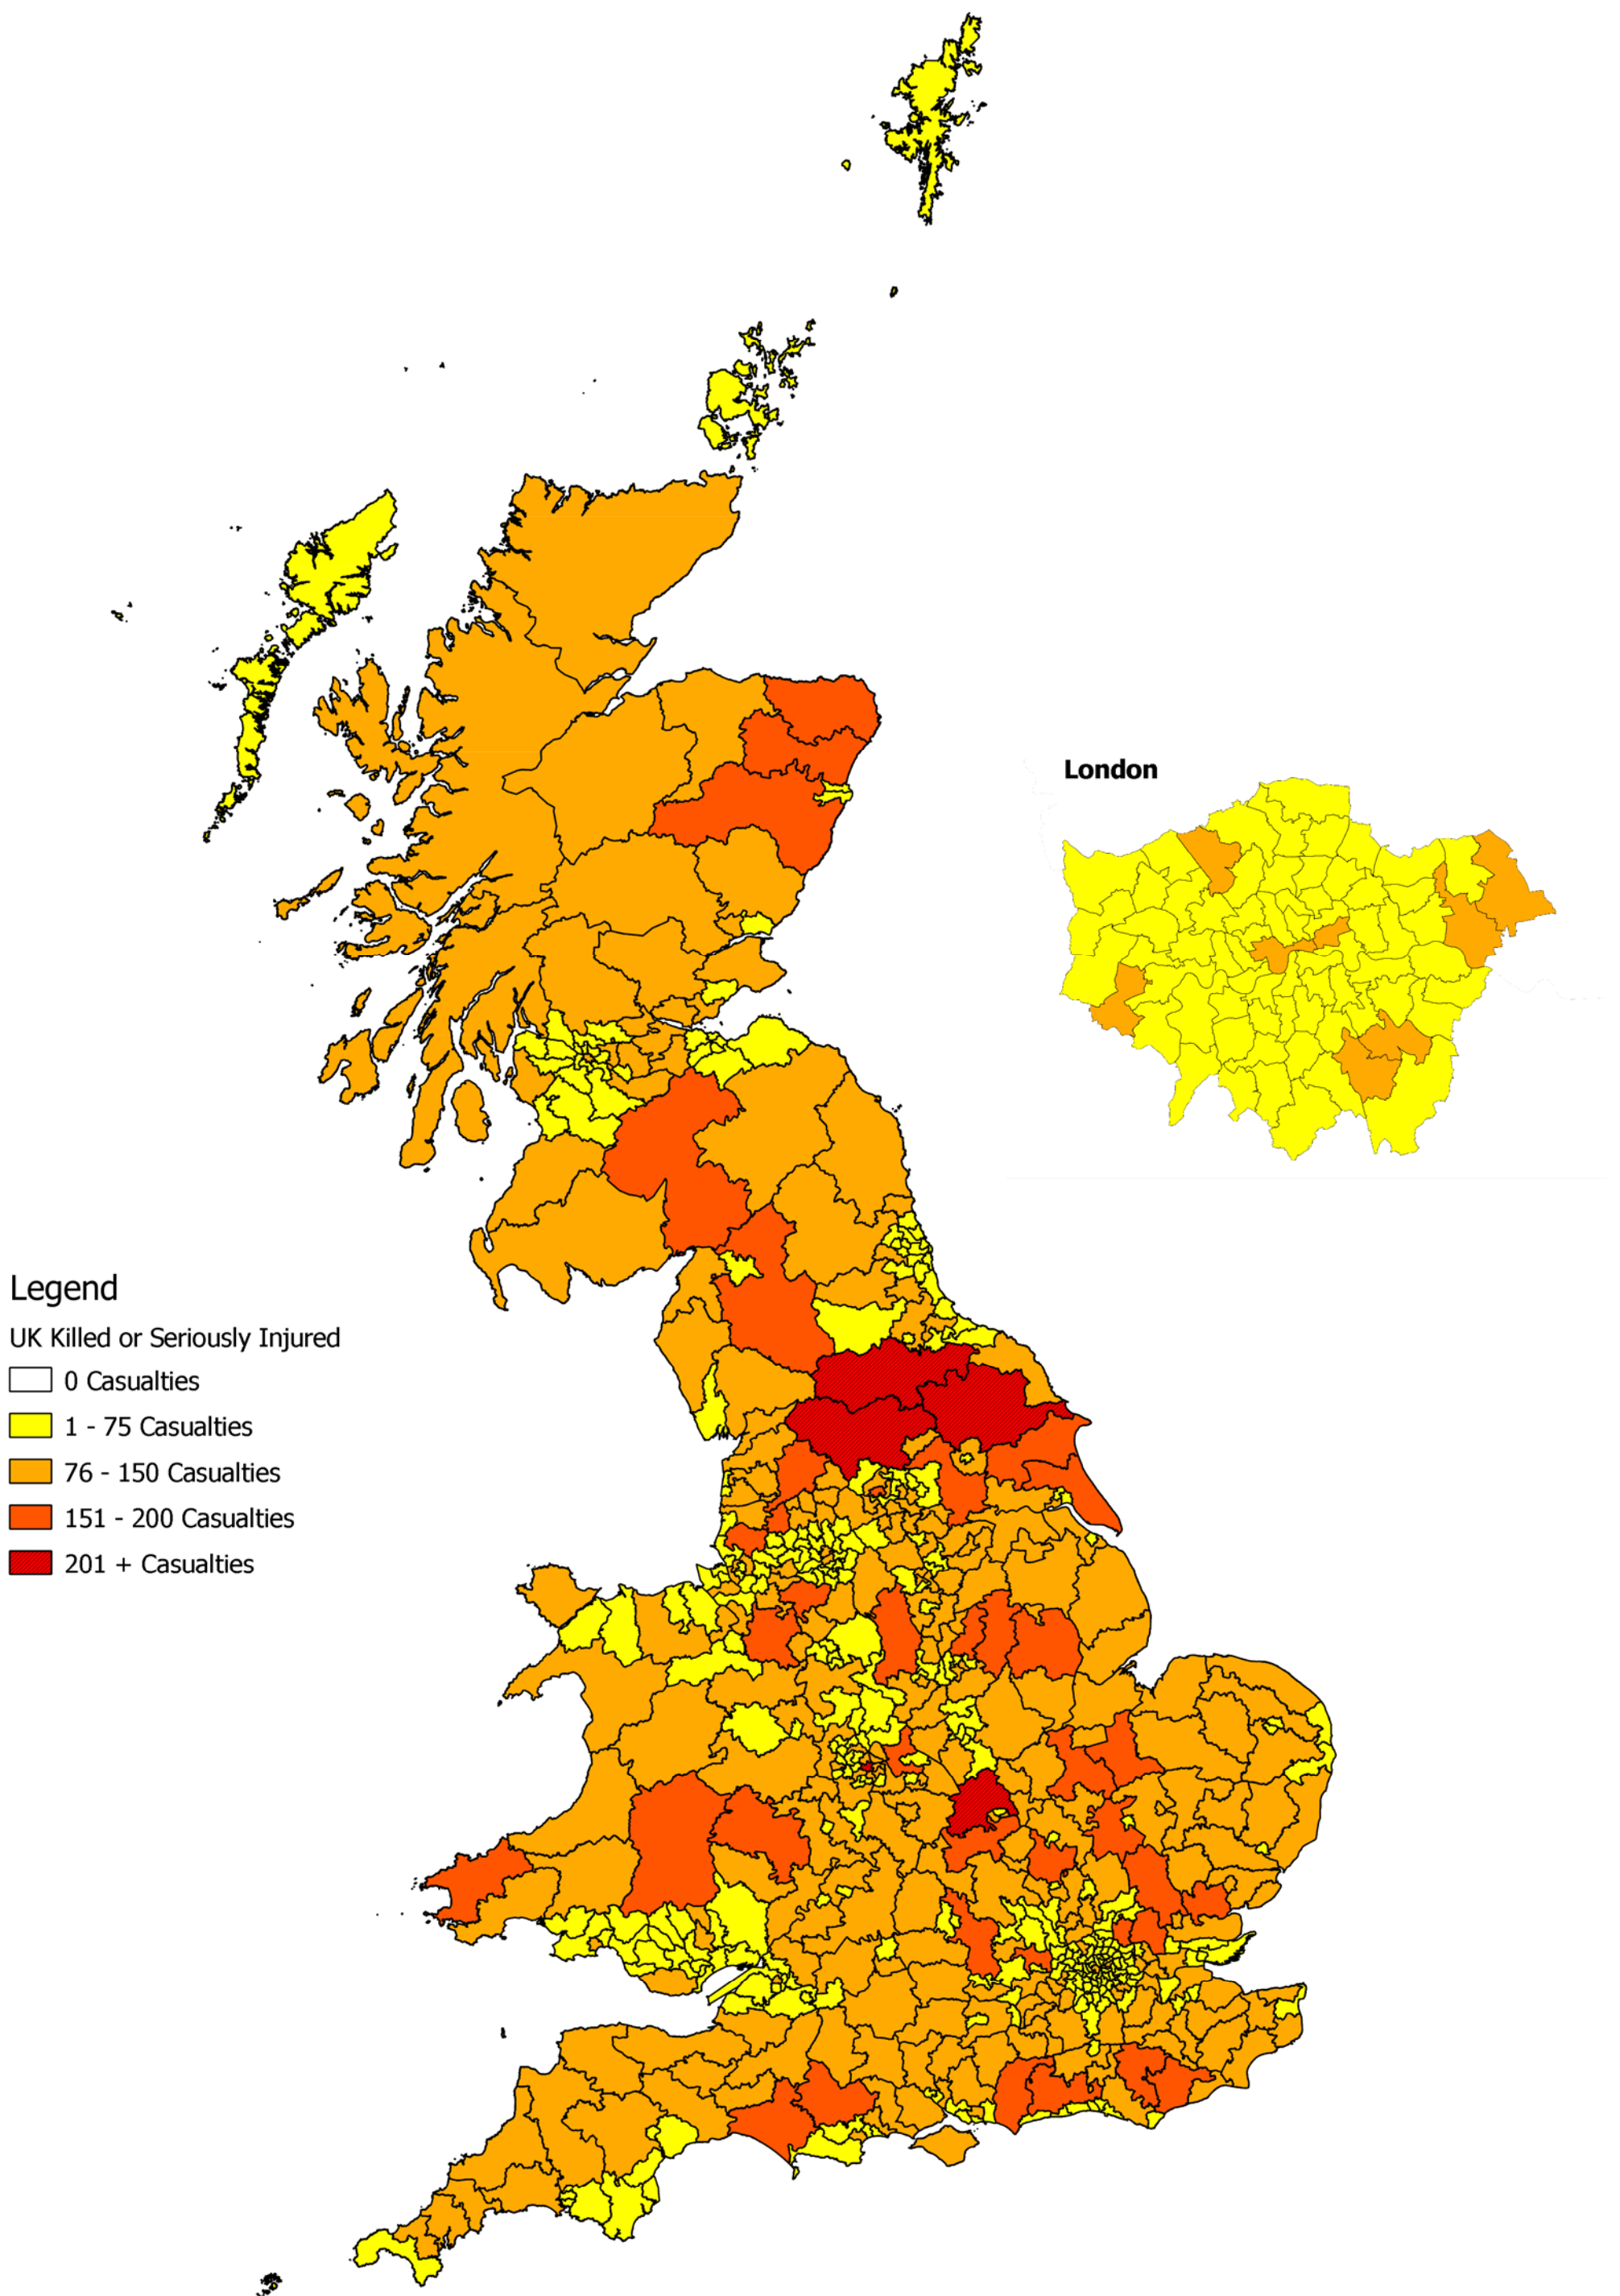 London
Legend
UK Killed or Seriously Injured
0 Casualties
1 - 75 Casualties
76 - 150 Casualties
151 - 200 Casualties
201 + Casualties